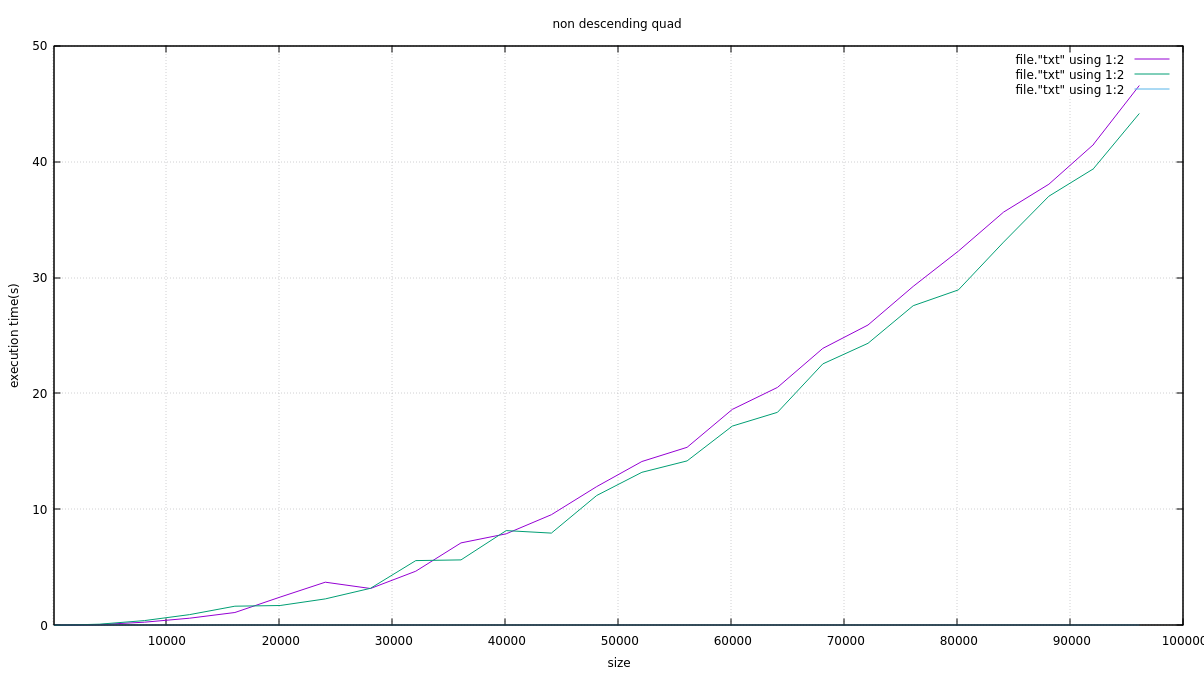 non descending quad
50
file."txt" using 1:2
file."txt" using 1:2
file."txt" using 1:2
40
30
execution time(s)
20
10
0
10000 20000 30000 40000 50000 60000 70000 80000 90000 100000
size